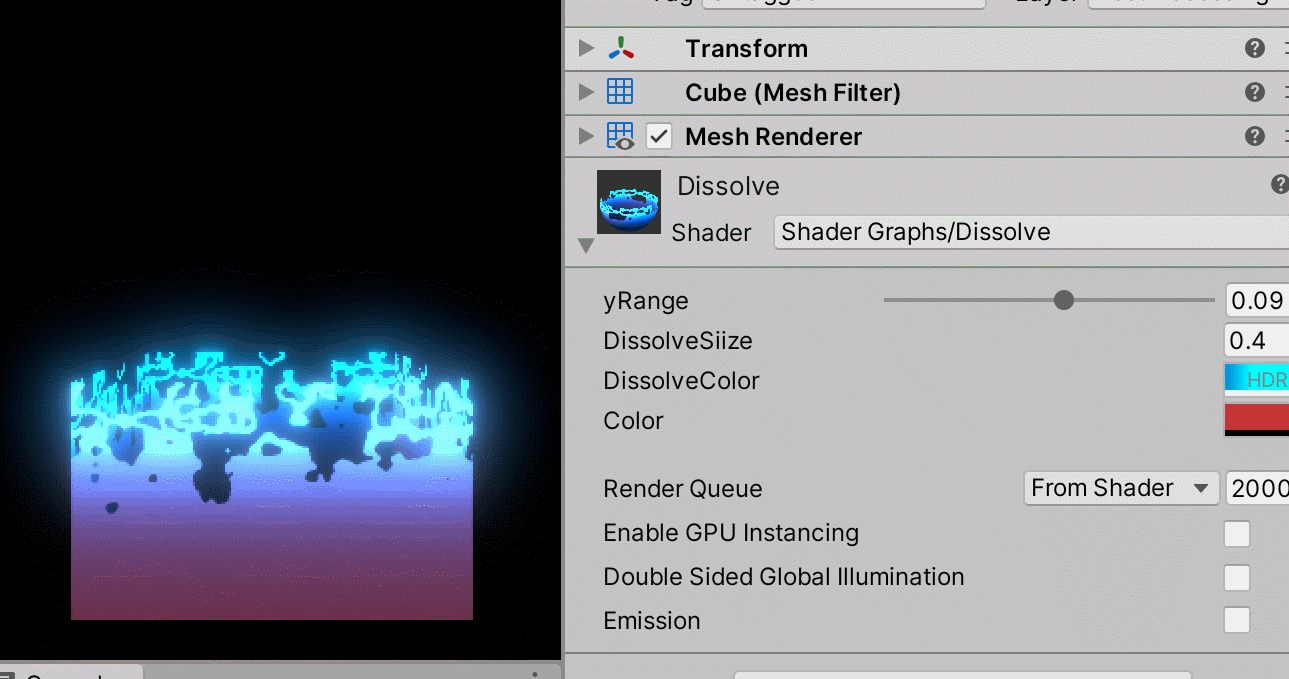 Transform
Cube (Mesh Filter)
Mesh Renderer
Dissolve
Shader Shader Graphs/Dissolve
yRange 0.09
DissolveSiize 0.4
DissolveColor HDR
Color
Render Queue From Shader 2000
Enable GPU Instancing
Double Sided Global Illumination
Emission